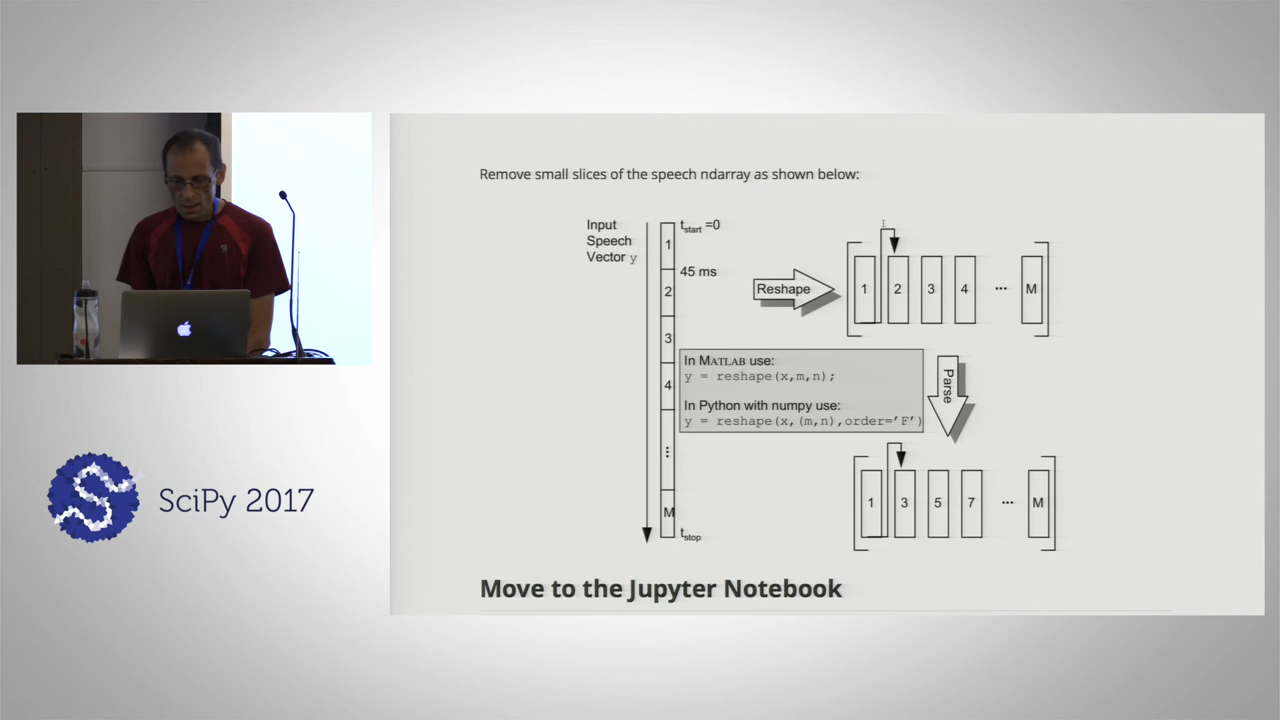 Remove small slices of the speech ndarray as shown below:
Input
Speech
Vector y
tstart =0
1
45 ms
2
3
4
⋮
M
tstop
Reshape
1 2 3 4 ... M
In MATLAB use:
y = reshape(x,m,n);
In Python with numpy use:
y = reshape(x,(m,n),order='F')
Parse
1 3 5 7 ... M
Move to the Jupyter Notebook
S
SciPy 2017